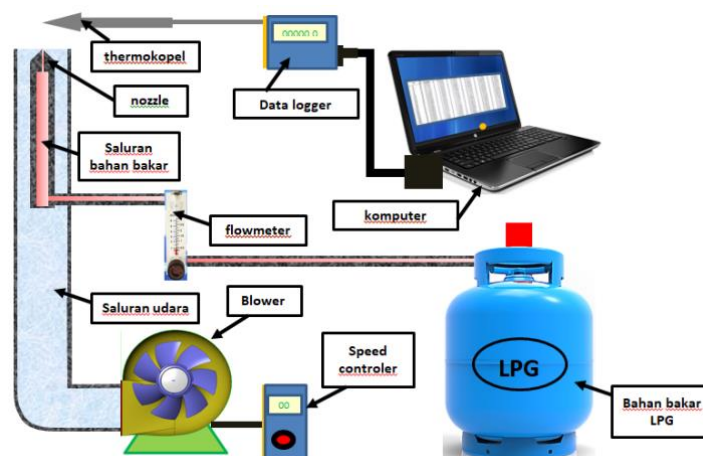 00000 0
thermokopel
nozzle
Data logger
Saluran
bahan bakar
komputer
flowmeter
Saluran udara
Blower
Speed
controler
00
LPG
Bahan bakar
LPG